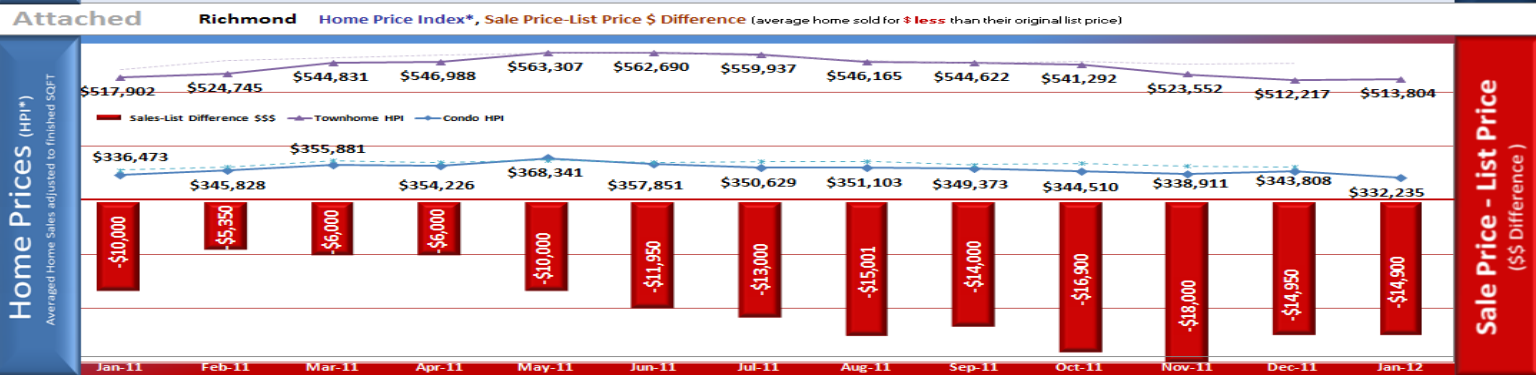 Attached Richmond Home Price Index*, Sale Price-List Price $ Difference (average home sold for $ less than their original list price)
Home Prices (HPI*)
Averaged Home Sales adjusted to finished SQFT
$517,902 $524,745 $544,831 $546,988 $563,307 $562,690 $559,937 $546,165 $544,622 $541,292 $523,552 $512,217 $513,804
Sales-List Difference $$$ Townhome HPI Condo HPI
$336,473 $345,828 $355,881 $354,226 $368,341 $357,851 $350,629 $351,103 $349,373 $344,510 $338,911 $343,808 $332,235
-$10,000 -$5,350 -$6,000 -$6,000 -$10,000 -$11,950 -$13,000 -$15,001 -$14,000 -$16,900 -$18,000 -$14,950 -$14,900
Jan-11 Feb-11 Mar-11 Apr-11 May-11 Jun-11 Jul-11 Aug-11 Sep-11 Oct-11 Nov-11 Dec-11 Jan-12
Sale Price - List Price
($$ Difference )